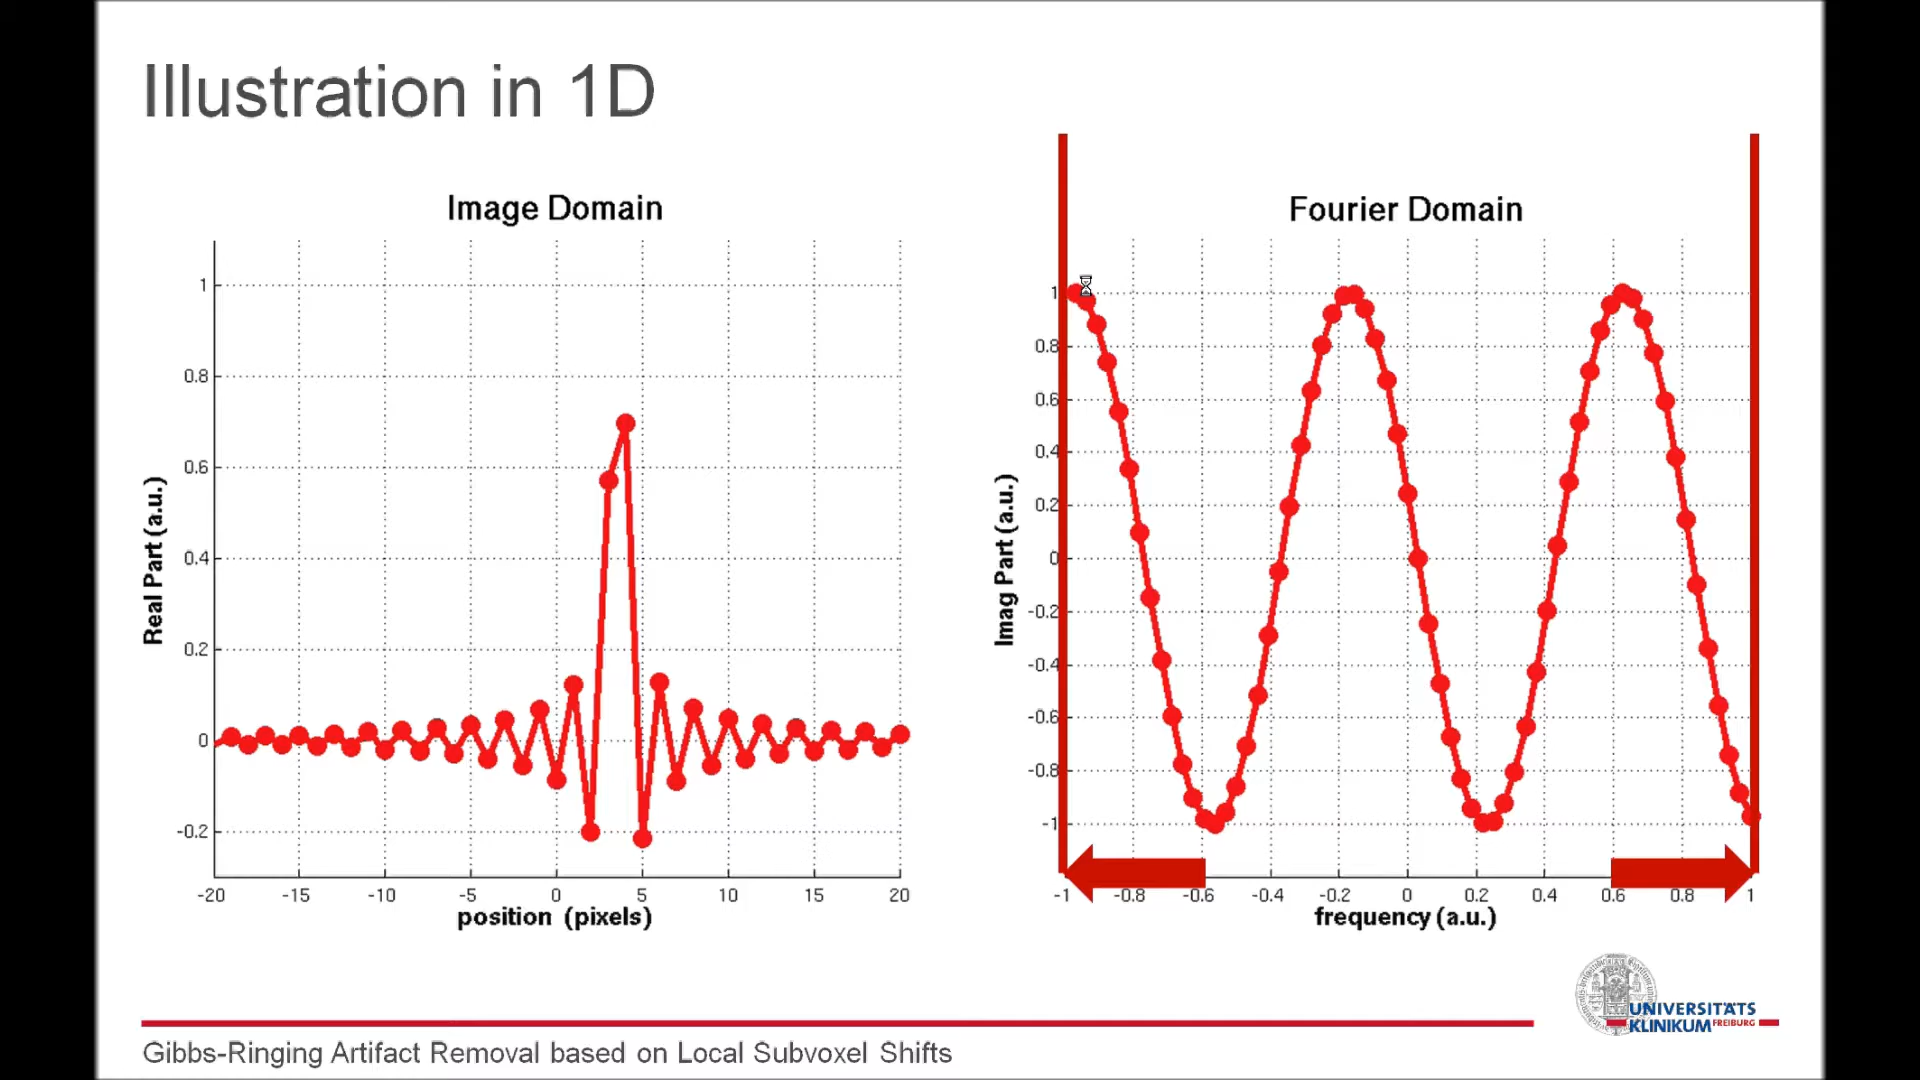 Illustration in 1D
Image Domain
1
0.8
0.6
0.4
0.2
0
-0.2
Real Part (a.u.)
-20 -15 -10 -5 0 5 10 15 20
position (pixels)
Fourier Domain
1
0.8
0.6
0.4
0.2
0
-0.2
-0.4
-0.6
-0.8
-1
Imag Part (a.u.)
-1 -0.8 -0.6 -0.4 -0.2 0 0.2 0.4 0.6 0.8 1
frequency (a.u.)
UNIVERSITÄTS
KLINIKUM FREIBURG
Gibbs-Ringing Artifact Removal based on Local Subvoxel Shifts